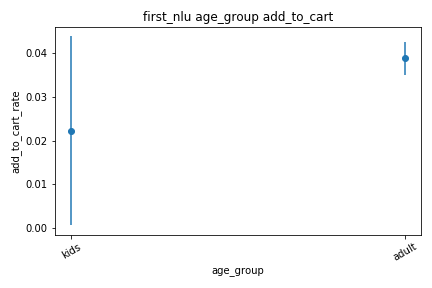 first_nlu age_group add_to_cart
add_to_cart_rate
0.04
0.03
0.02
0.01
0.00
kids
adult
age_group